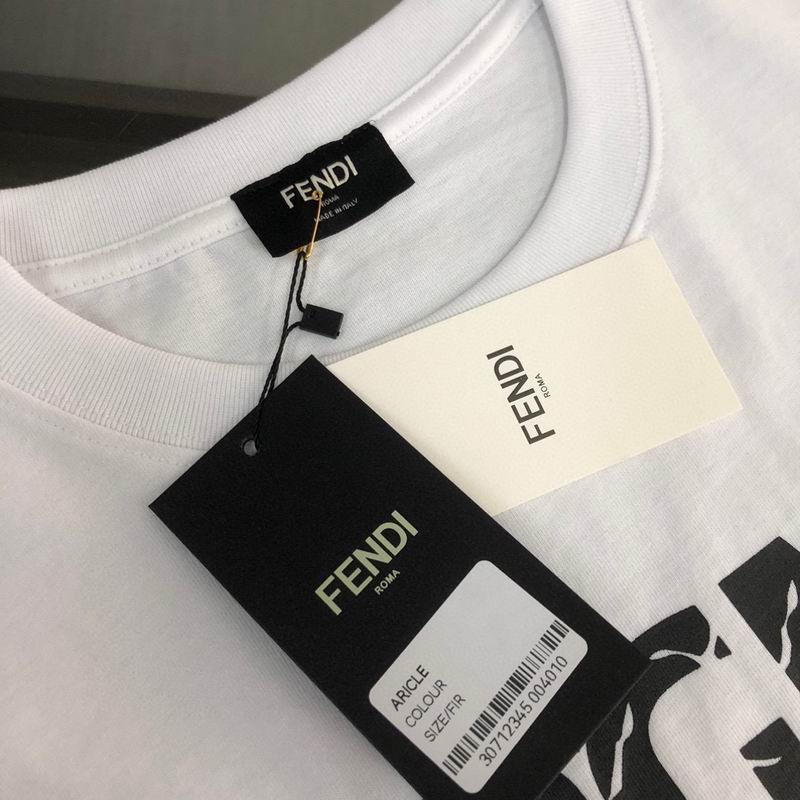 FENDI
ROMA
MADE IN ITALY
FENDI
ROMA
FENDI
ROMA
ARICLE
COLOUR
SIZE/FIR
30712345 004010